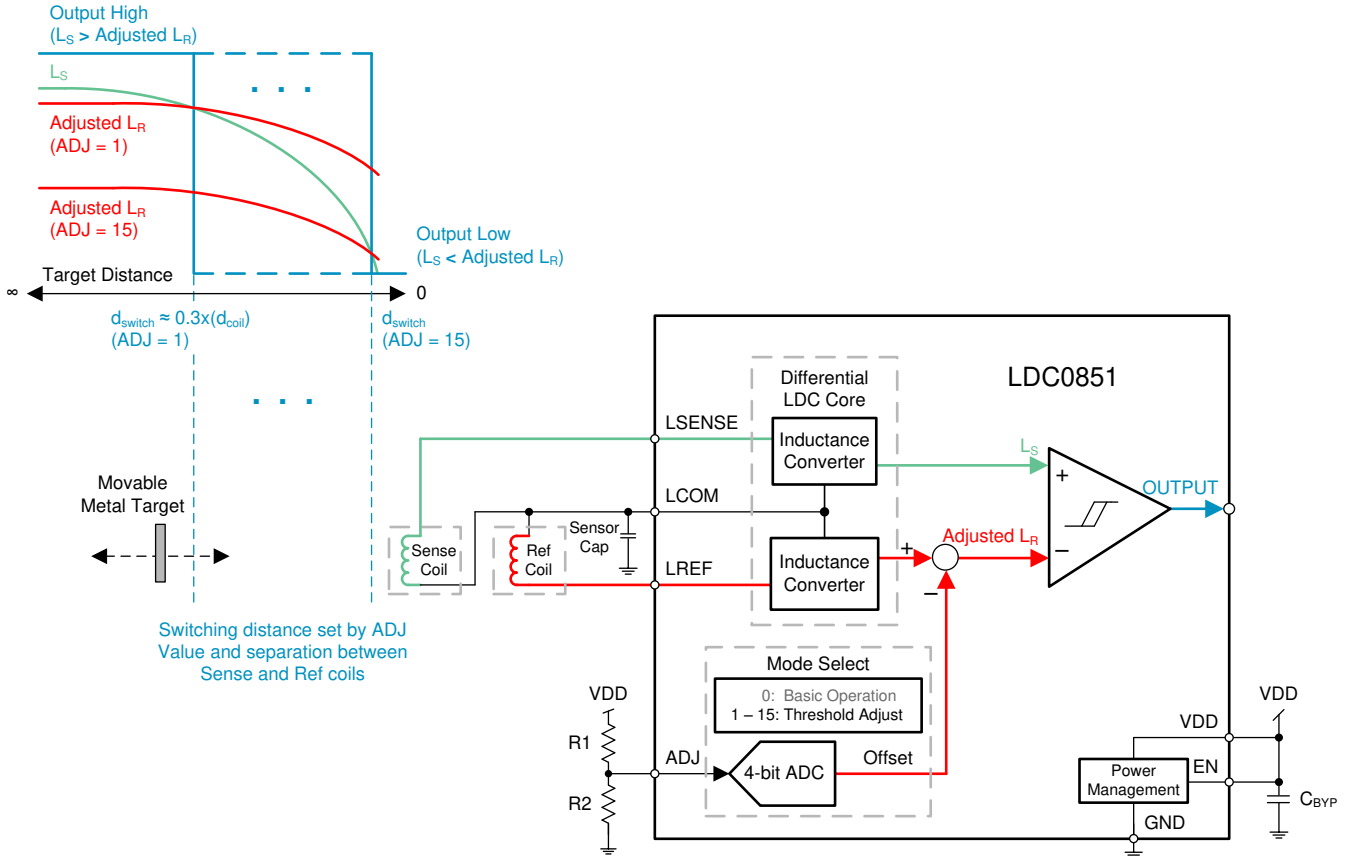 Output High
(LS > Adjusted LR)
LS
. . .
Adjusted LR
(ADJ = 1)
Adjusted LR
(ADJ = 15)
Output Low
(LS < Adjusted LR)
Target Distance
∞
0
dswitch ≈ 0.3x(dcoil)
(ADJ = 1)
dswitch
(ADJ = 15)
. . .
Movable
Metal Target
Switching distance set by ADJ
Value and separation between
Sense and Ref coils
Sense
Coil
Ref
Coil
Sensor
Cap
LSENSE
LCOM
LREF
Differential
LDC Core
Inductance
Converter
Inductance
Converter
LDC0851
LS
Adjusted LR
+
−
+
−
OUTPUT
Mode Select
0: Basic Operation
1 – 15: Threshold Adjust
VDD
R1
R2
ADJ
4-bit ADC
Offset
VDD
VDD
EN
Power
Management
GND
CBYP